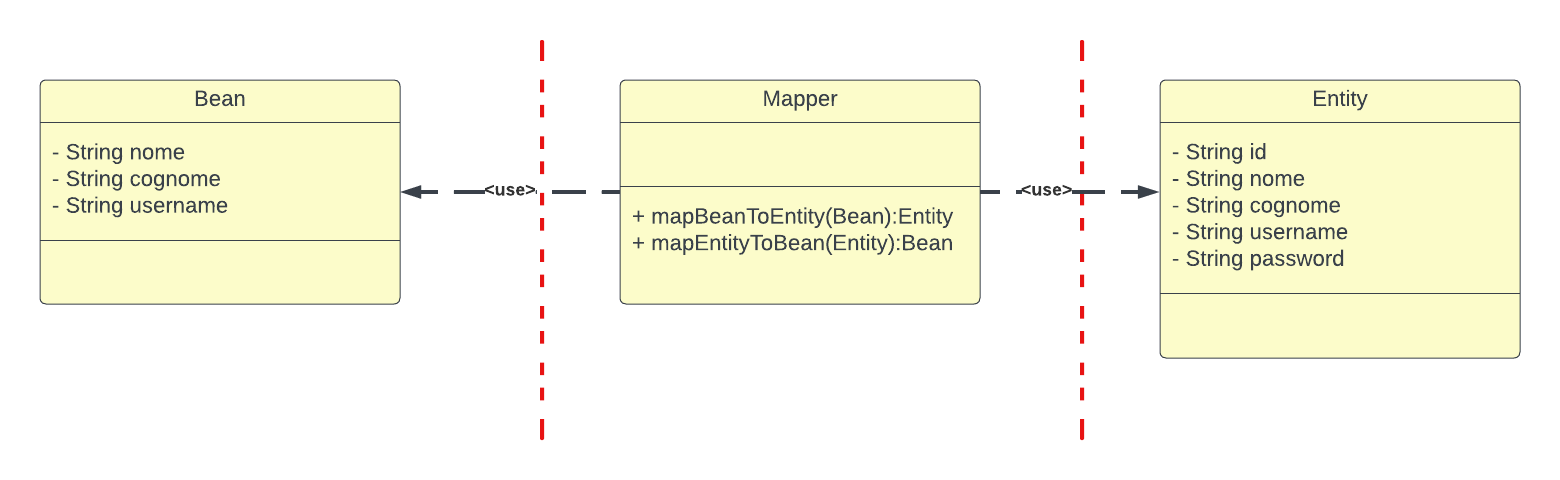 Bean
- String nome
- String cognome
- String username
<use>
Mapper
+ mapBeanToEntity(Bean):Entity
+ mapEntityToBean(Entity):Bean
<use>
Entity
- String id
- String nome
- String cognome
- String username
- String password